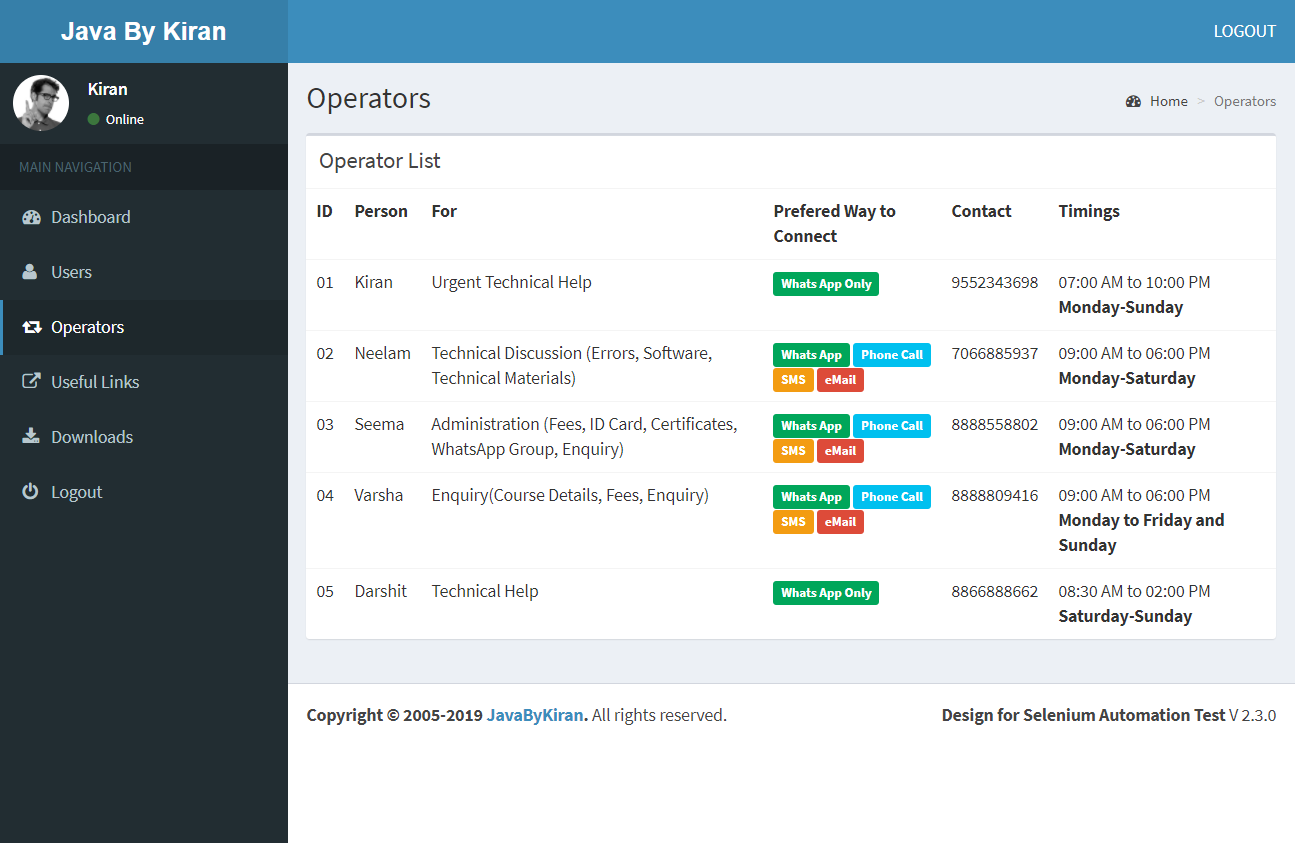 Java By Kiran
LOGOUT
Kiran
Online
MAIN NAVIGATION
Dashboard
Users
Operators
Useful Links
Downloads
Logout
Operators
Home > Operators
Operator List
ID Person For Prefered Way to Connect Contact Timings
01 Kiran Urgent Technical Help Whats App Only 9552343698 07:00 AM to 10:00 PM
Monday-Sunday
02 Neelam Technical Discussion (Errors, Software, Whats App Phone Call 7066885937 09:00 AM to 06:00 PM
Technical Materials) SMS eMail Monday-Saturday
03 Seema Administration (Fees, ID Card, Certificates, Whats App Phone Call 8888558802 09:00 AM to 06:00 PM
WhatsApp Group, Enquiry) SMS eMail Monday-Saturday
04 Varsha Enquiry(Course Details, Fees, Enquiry) Whats App Phone Call 8888809416 09:00 AM to 06:00 PM
SMS eMail Monday to Friday and
Sunday
05 Darshit Technical Help Whats App Only 8866888662 08:30 AM to 02:00 PM
Saturday-Sunday
Copyright © 2005-2019 JavaByKiran. All rights reserved.
Design for Selenium Automation Test V 2.3.0